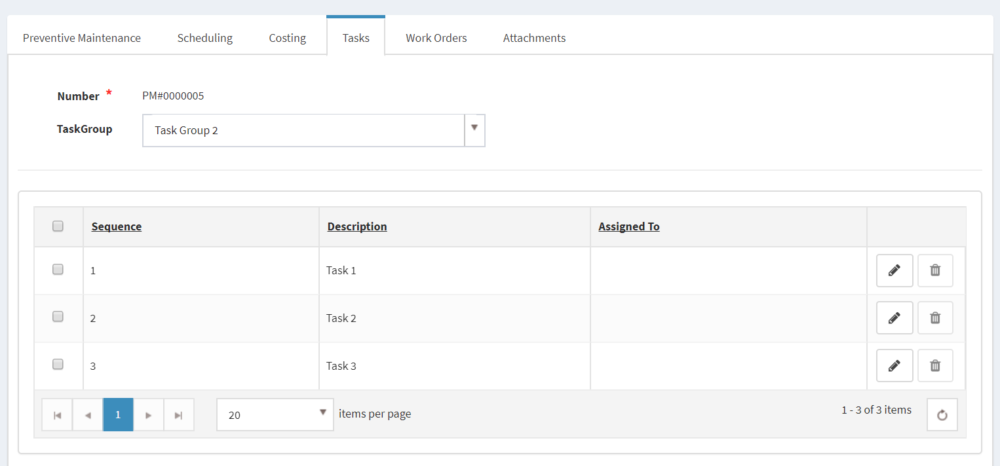 Preventive Maintenance Scheduling Costing Tasks Work Orders Attachments
Number * PM#0000005
TaskGroup Task Group 2
Sequence Description Assigned To
1 Task 1
2 Task 2
3 Task 3
1 20 items per page 1 - 3 of 3 items